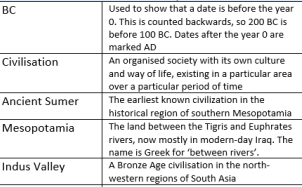 BC
Used to show that a date is before the year
0. This is counted backwards, so 200 BC is
before 100 BC. Dates after the year 0 are
marked AD
Civilisation
An organised society with its own culture
and way of life, existing in a particular area
over a particular period of time
Ancient Sumer
The earliest known civilization in the
historical region of southern Mesopotamia
Mesopotamia
The land between the Tigris and Euphrates
rivers, now mostly in modern-day Iraq. The
name is Greek for 'between rivers'.
Indus Valley
A Bronze Age civilisation in the north-
western regions of South Asia